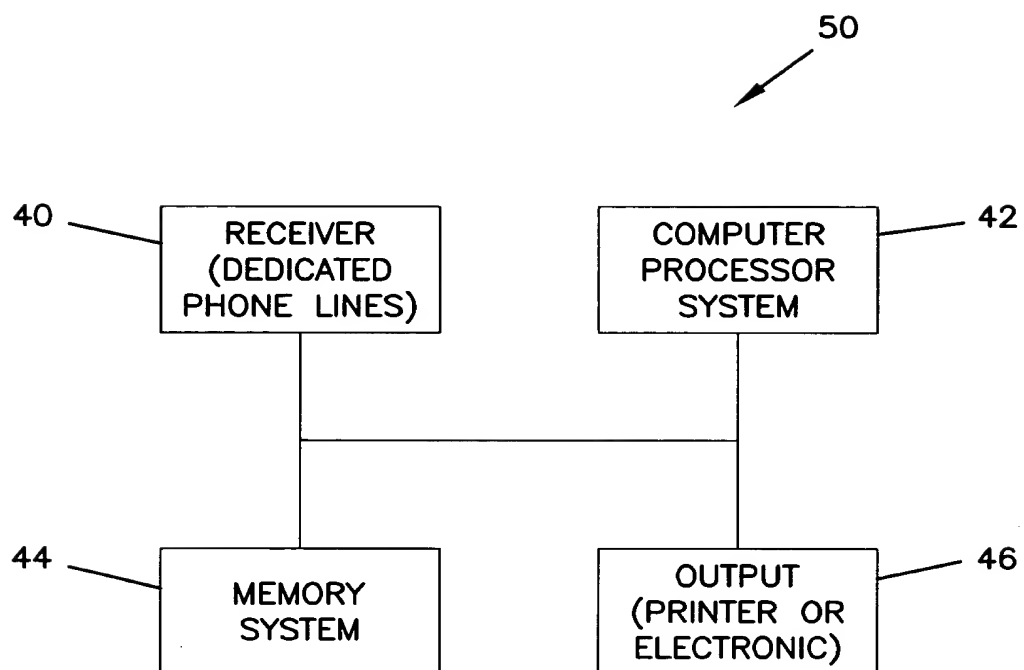 50
40
RECEIVER
(DEDICATED
PHONE LINES)
COMPUTER
PROCESSOR
SYSTEM
42
44
MEMORY
SYSTEM
OUTPUT
(PRINTER OR
ELECTRONIC)
46